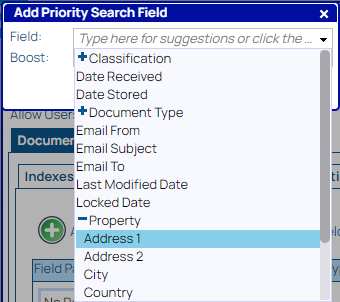 Add Priority Search Field
Field: Type here for suggestions or click the ...
Boost:
Classification
Date Received
Date Stored
Document Type
Email From
Email Subject
Email To
Last Modified Date
Locked Date
Property
Address 1
Address 2
City
Country
Allow User
Docume
Indexes
Field